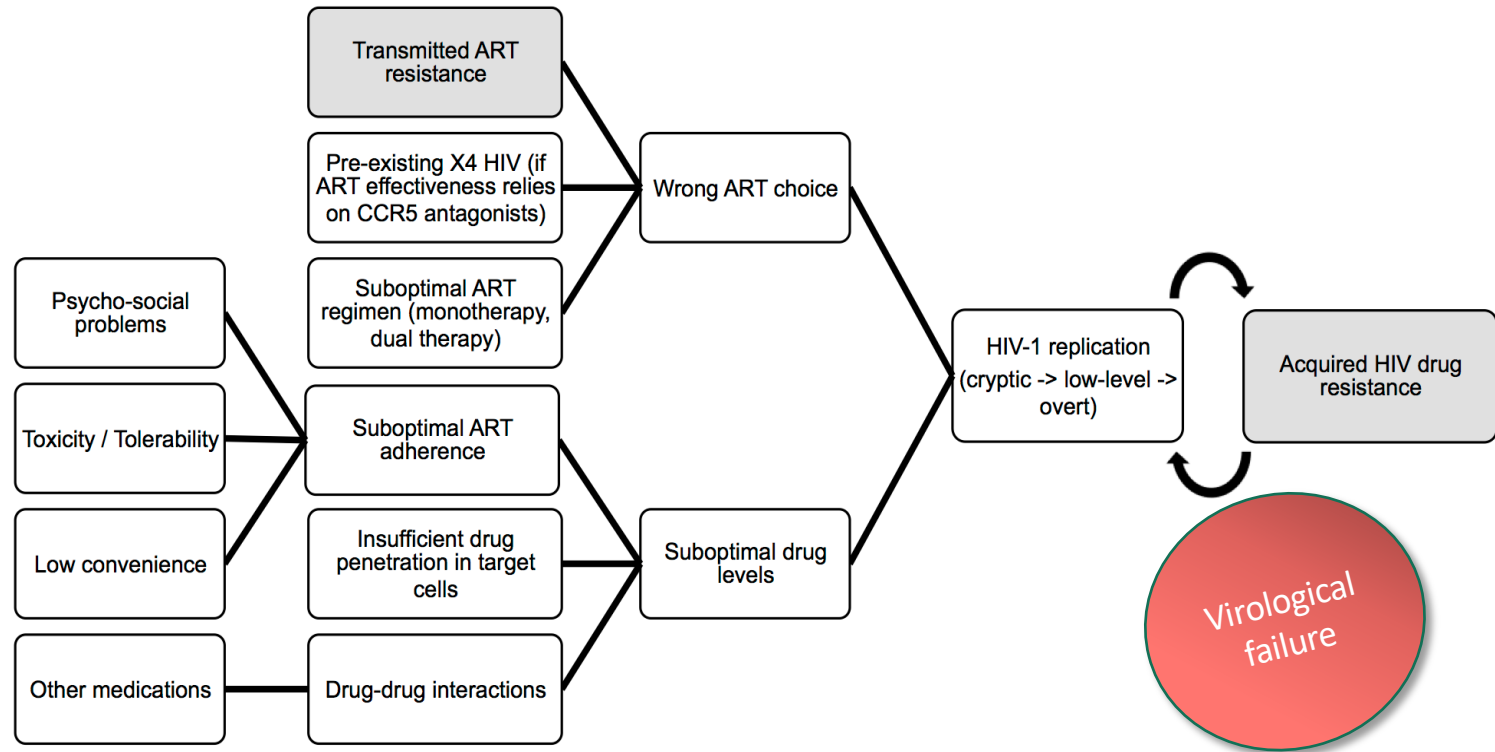 Transmitted ART
resistance
Pre-existing X4 HIV (if
ART effectiveness relies
on CCR5 antagonists)
Wrong ART choice
Psycho-social
problems
Suboptimal ART
regimen (monotherapy,
dual therapy)
HIV-1 replication
(cryptic -> low-level ->
overt)
Acquired HIV drug
resistance
Toxicity / Tolerability
Suboptimal ART
adherence
Low convenience
Insufficient drug
penetration in target
cells
Suboptimal drug
levels
Virological
failure
Other medications
Drug-drug interactions